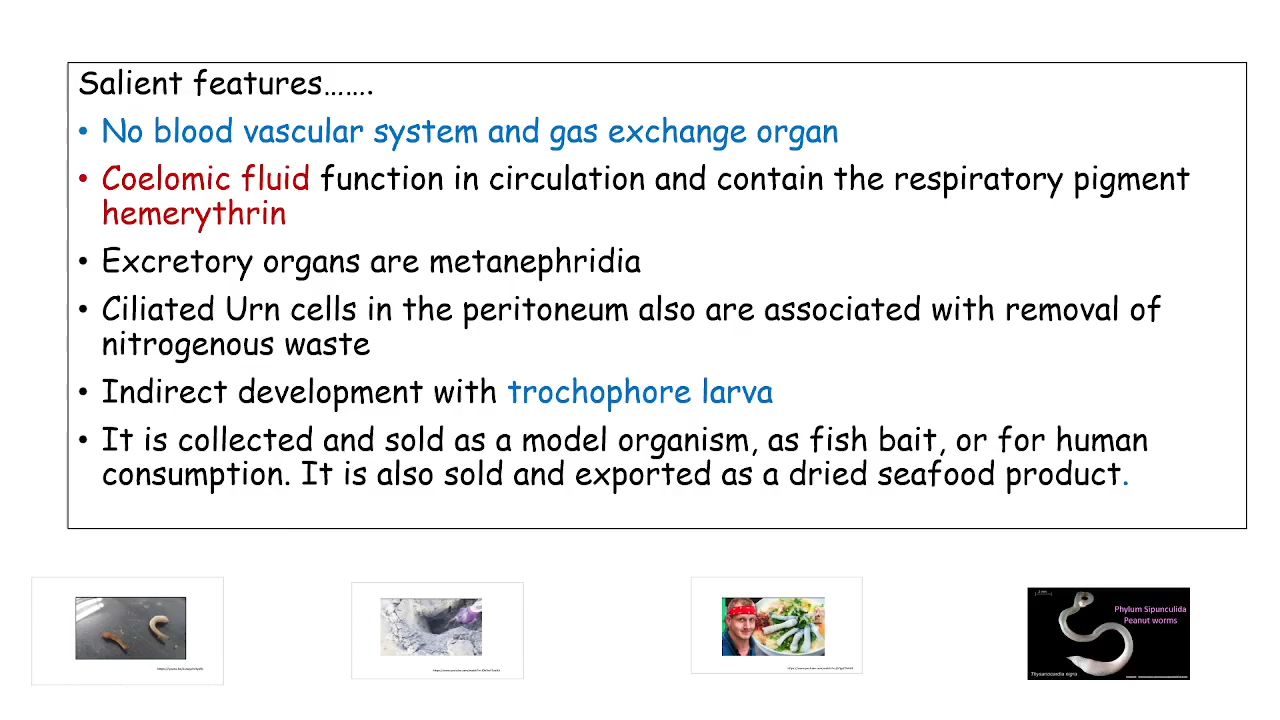 Salient features.......
• No blood vascular system and gas exchange organ
• Coelomic fluid function in circulation and contain the respiratory pigment
hemerythrin
• Excretory organs are metanephridia
• Ciliated Urn cells in the peritoneum also are associated with removal of
nitrogenous waste
• Indirect development with trochophore larva
• It is collected and sold as a model organism, as fish bait, or for human
consumption. It is also sold and exported as a dried seafood product.
Phylum Sipunculida
Peanut worms
Thysanocardia nigra